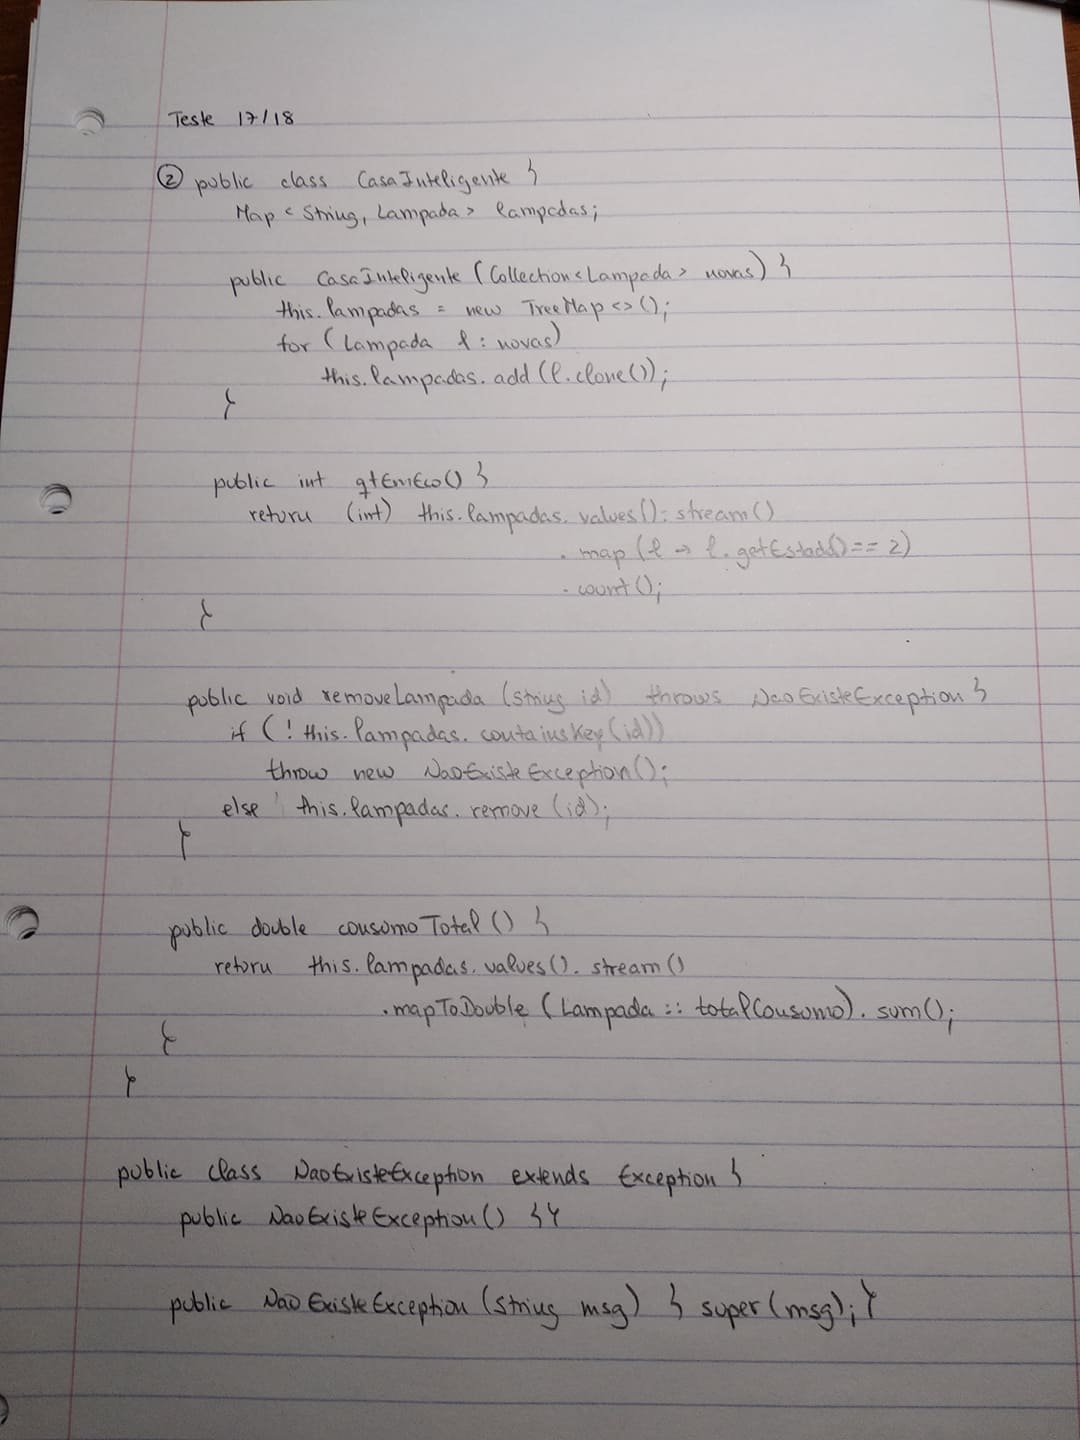 Teste 17/18
② public class CasaInteligente {
Map < String, Lampada > lampadas;
public CasaInteligente (Collection < Lampada > novas) {
this.lampadas = new TreeMap <> ();
for (Lampada l : novas)
this.lampadas.add (l.clone());
}
public int qtEmEco() {
return (int) this.lampadas.values().stream()
.map (l -> l.getEstado() == 2)
.count();
}
public void removeLampada (String id) throws NaoExisteException {
if (! this.lampadas.containsKey (id))
throw new NaoExisteException();
else this.lampadas.remove (id);
}
public double consumoTotal () {
return this.lampadas.values().stream()
.mapToDouble (Lampada :: totalConsumo).sum();
}
}
public class NaoExisteException extends Exception {
public NaoExisteException() {}
public NaoExisteException (String msg) { super(msg); }